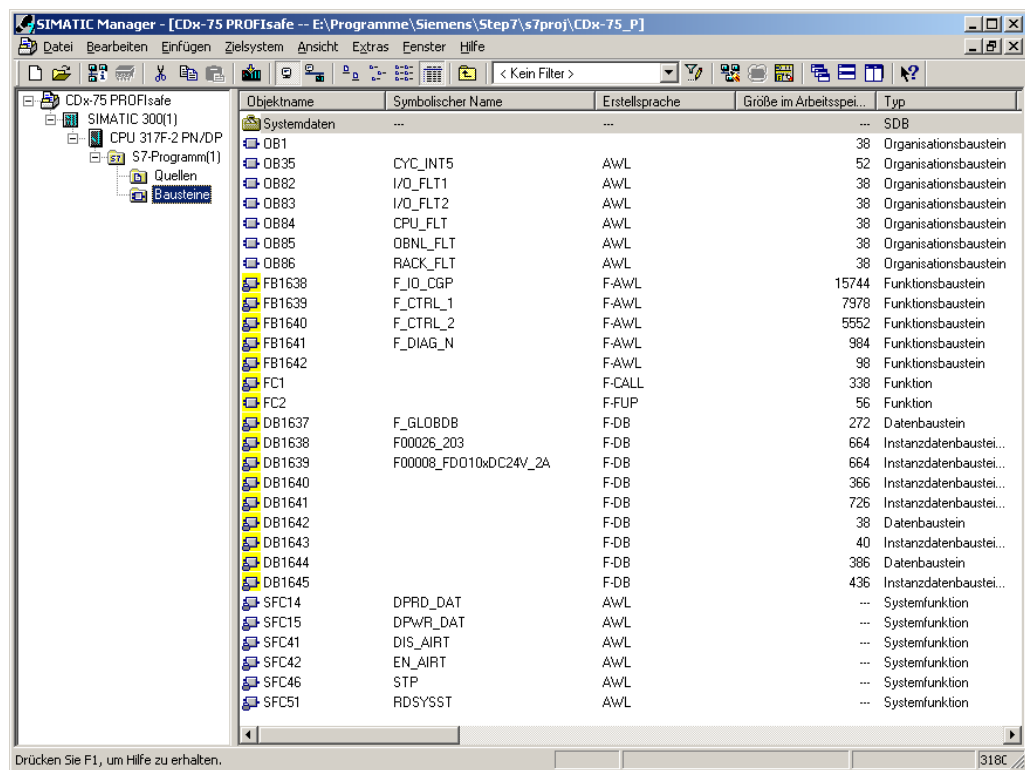 SIMATIC Manager - [CDx-75 PROFIsafe -- E:\Programme\Siemens\Step7\s7proj\CDx-75_P]
Datei Bearbeiten Einfügen Zielsystem Ansicht Extras Fenster Hilfe
< Kein Filter >
CDx-75 PROFIsafe
SIMATIC 300(1)
CPU 317F-2 PN/DP
S7-Programm(1)
Quellen
Bausteine
Objektname Symbolischer Name Erstellsprache Größe im Arbeitsspei... Typ
Systemdaten --- --- --- SDB
OB1 38 Organisationsbaustein
OB35 CYC_INT5 AWL 52 Organisationsbaustein
OB82 I/O_FLT1 AWL 38 Organisationsbaustein
OB83 I/O_FLT2 AWL 38 Organisationsbaustein
OB84 CPU_FLT AWL 38 Organisationsbaustein
OB85 OBNL_FLT AWL 38 Organisationsbaustein
OB86 RACK_FLT AWL 38 Organisationsbaustein
FB1638 F_IO_CGP F-AWL 15744 Funktionsbaustein
FB1639 F_CTRL_1 F-AWL 7978 Funktionsbaustein
FB1640 F_CTRL_2 F-AWL 5552 Funktionsbaustein
FB1641 F_DIAG_N F-AWL 984 Funktionsbaustein
FB1642 F-AWL 98 Funktionsbaustein
FC1 F-CALL 338 Funktion
FC2 F-FUP 56 Funktion
DB1637 F_GLOBDB F-DB 272 Datenbaustein
DB1638 F00026_203 F-DB 664 Instanzdatenbaustei...
DB1639 F00008_FDO10xDC24V_2A F-DB 664 Instanzdatenbaustei...
DB1640 F-DB 366 Instanzdatenbaustei...
DB1641 F-DB 726 Instanzdatenbaustei...
DB1642 F-DB 38 Datenbaustein
DB1643 F-DB 40 Instanzdatenbaustei...
DB1644 F-DB 386 Datenbaustein
DB1645 F-DB 436 Instanzdatenbaustei...
SFC14 DPRD_DAT AWL --- Systemfunktion
SFC15 DPWR_DAT AWL --- Systemfunktion
SFC41 DIS_AIRT AWL --- Systemfunktion
SFC42 EN_AIRT AWL --- Systemfunktion
SFC46 STP AWL --- Systemfunktion
SFC51 RDSYSST AWL --- Systemfunktion
Drücken Sie F1, um Hilfe zu erhalten. 318C